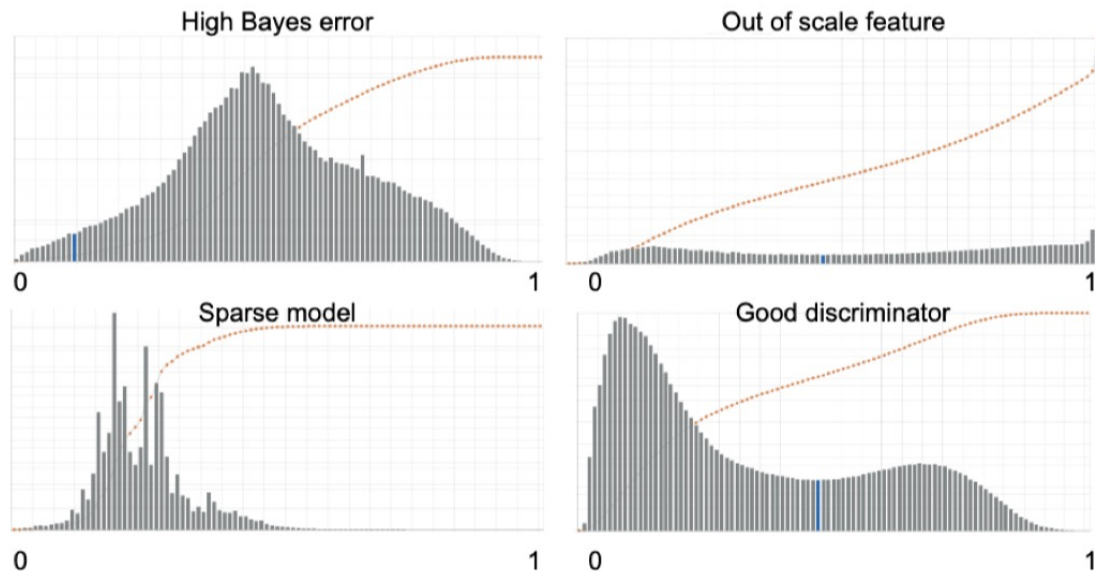 High Bayes error
0 1
Out of scale feature
0 1
Sparse model
0 1
Good discriminator
0 1